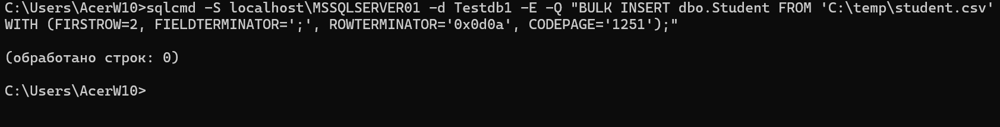 C:\Users\AcerW10>sqlcmd -S localhost\MSSQLSERVER01 -d Testdb1 -E -Q "BULK INSERT dbo.Student FROM 'C:\temp\student.csv'
WITH (FIRSTROW=2, FIELDTERMINATOR=';', ROWTERMINATOR='0x0d0a', CODEPAGE='1251');"
(обработано строк: 0)
C:\Users\AcerW10>